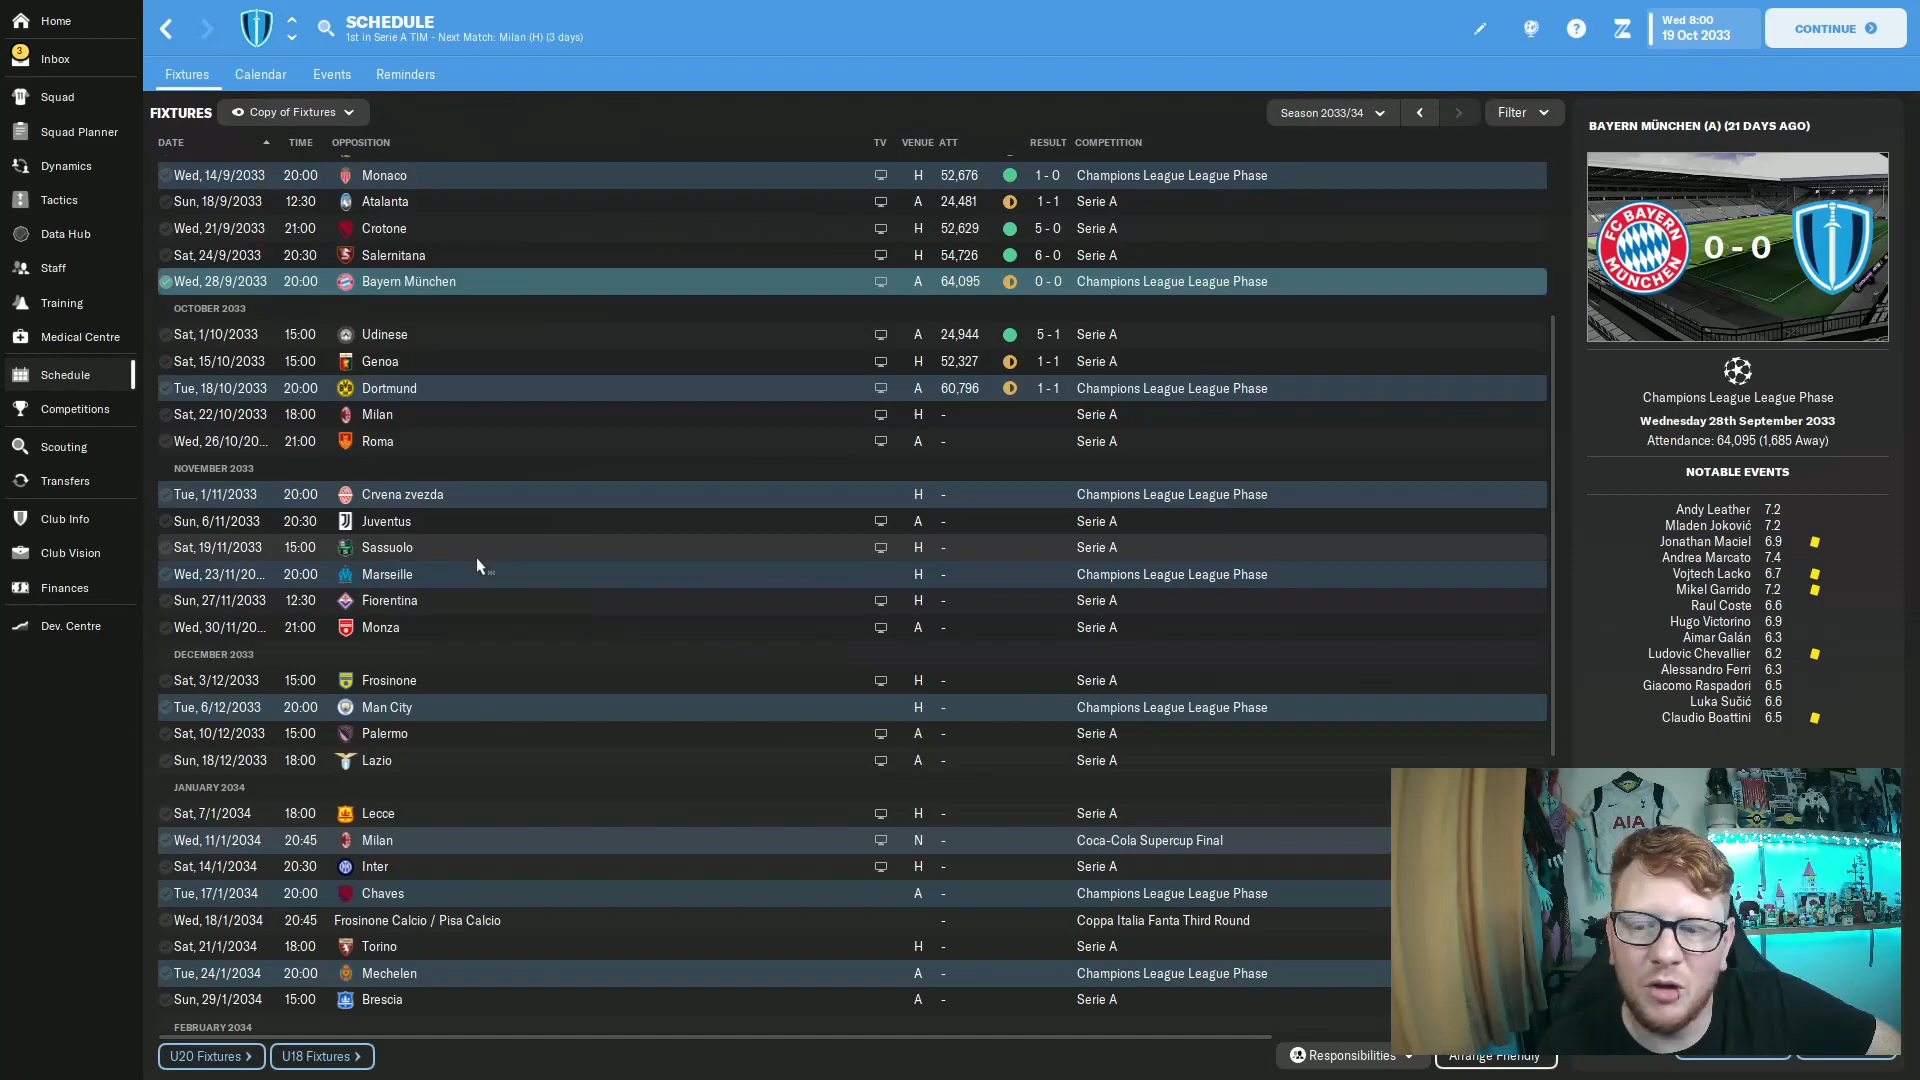 Home
3
Inbox
Squad
Squad Planner
Dynamics
Tactics
Data Hub
Staff
Training
Medical Centre
Schedule
Competitions
Scouting
Transfers
Club Info
Club Vision
Finances
Dev. Centre
SCHEDULE
1st in Serie A TIM - Next Match: Milan (H) (3 days)
Wed 8:00
19 Oct 2033
CONTINUE
Fixtures Calendar Events Reminders
FIXTURES Copy of Fixtures Season 2033/34 Filter
DATE TIME OPPOSITION TV VENUE ATT RESULT COMPETITION
Wed, 14/9/2033 20:00 Monaco H 52,676 1 - 0 Champions League League Phase
Sun, 18/9/2033 12:30 Atalanta A 24,481 1 - 1 Serie A
Wed, 21/9/2033 21:00 Crotone H 52,629 5 - 0 Serie A
Sat, 24/9/2033 20:30 Salernitana H 54,726 6 - 0 Serie A
Wed, 28/9/2033 20:00 Bayern München A 64,095 0 - 0 Champions League League Phase
OCTOBER 2033
Sat, 1/10/2033 15:00 Udinese A 24,944 5 - 1 Serie A
Sat, 15/10/2033 15:00 Genoa H 52,327 1 - 1 Serie A
Tue, 18/10/2033 20:00 Dortmund A 60,796 1 - 1 Champions League League Phase
Sat, 22/10/2033 18:00 Milan H - Serie A
Wed, 26/10/20... 21:00 Roma A - Serie A
NOVEMBER 2033
Tue, 1/11/2033 20:00 Crvena zvezda H - Champions League League Phase
Sun, 6/11/2033 20:30 Juventus A - Serie A
Sat, 19/11/2033 15:00 Sassuolo H - Serie A
Wed, 23/11/20... 20:00 Marseille H - Champions League League Phase
Sun, 27/11/2033 12:30 Fiorentina H - Serie A
Wed, 30/11/20... 21:00 Monza A - Serie A
DECEMBER 2033
Sat, 3/12/2033 15:00 Frosinone H - Serie A
Tue, 6/12/2033 20:00 Man City H - Champions League League Phase
Sat, 10/12/2033 15:00 Palermo A - Serie A
Sun, 18/12/2033 18:00 Lazio A - Serie A
JANUARY 2034
Sat, 7/1/2034 18:00 Lecce H - Serie A
Wed, 11/1/2034 20:45 Milan N - Coca-Cola Supercup Final
Sat, 14/1/2034 20:30 Inter H - Serie A
Tue, 17/1/2034 20:00 Chaves A - Champions League League Phase
Wed, 18/1/2034 20:45 Frosinone Calcio / Pisa Calcio - Coppa Italia Fanta Third Round
Sat, 21/1/2034 18:00 Torino H - Serie A
Tue, 24/1/2034 20:00 Mechelen A - Champions League League Phase
Sun, 29/1/2034 15:00 Brescia A - Serie A
FEBRUARY 2034
U20 Fixtures U18 Fixtures Responsibilities Arrange Friendly
BAYERN MÜNCHEN (A) (21 DAYS AGO)
FC BAYERN
MÜNCHEN
0 - 0
Champions League League Phase
Wednesday 28th September 2033
Attendance: 64,095 (1,685 Away)
NOTABLE EVENTS
Andy Leather 7.2
Mladen Joković 7.2
Jonathan Maciel 6.9
Andrea Marcato 7.4
Vojtech Lacko 6.7
Mikel Garrido 7.2
Raul Coste 6.6
Hugo Victorino 6.9
Aimar Galán 6.3
Ludovic Chevallier 6.2
Alessandro Ferri 6.3
Giacomo Raspadori 6.5
Luka Sučić 6.6
Claudio Boattini 6.5
AIA